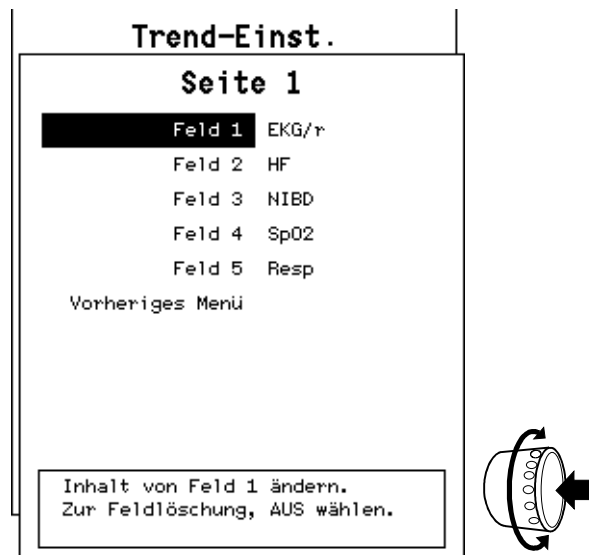 Trend-Einst.
Seite 1
Feld 1 EKG/r
Feld 2 HF
Feld 3 NIBD
Feld 4 SpO2
Feld 5 Resp
Vorheriges Menü
Inhalt von Feld 1 ändern.
Zur Feldlöschung, AUS wählen.